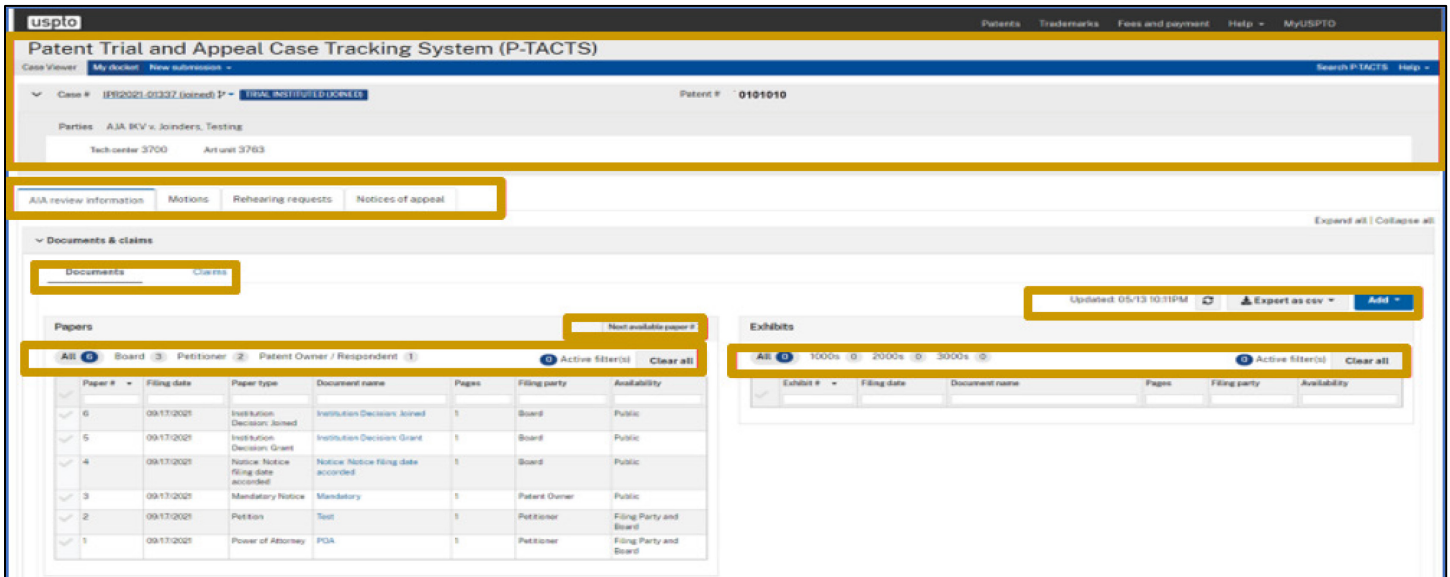 uspto Patents Trademarks Fees and payment Help MyUSPTO
Patent Trial and Appeal Case Tracking System (P-TACTS)
Case Viewer My docket New submission Search P-TACTS Help
Case # IPR2021-01337 (joined) TRIAL INSTITUTED (JOINED) Patent # 0101010
Parties AJA IKV v. Joinders, Testing
Tech center 3700 Art unit 3763
AIA review information Motions Rehearing requests Notices of appeal
Expand all | Collapse all
Documents & claims
Documents Claims
Updated: 05/13 10:11PM Export as csv Add
Papers Next available paper # Exhibits
All 6 Board 3 Petitioner 2 Patent Owner / Respondent 1 0 Active filter(s) Clear all All 0 1000s 0 2000s 0 3000s 0 0 Active filter(s) Clear all
Paper # Filing date Paper type Document name Pages Filing party Availability Exhibit # Filing date Document name Pages Filing party Availability
6 09/17/2021 Institution Decision: Joined Institution Decision: Joined 1 Board Public
5 09/17/2021 Institution Decision: Grant Institution Decision: Grant 1 Board Public
4 09/17/2021 Notice: Notice filing date accorded Notice: Notice filing date accorded 1 Board Public
3 09/17/2021 Mandatory Notice Mandatory 1 Patent Owner Public
2 09/17/2021 Petition Test 1 Petitioner Filing Party and Board
1 09/17/2021 Power of Attorney POA 1 Petitioner Filing Party and Board